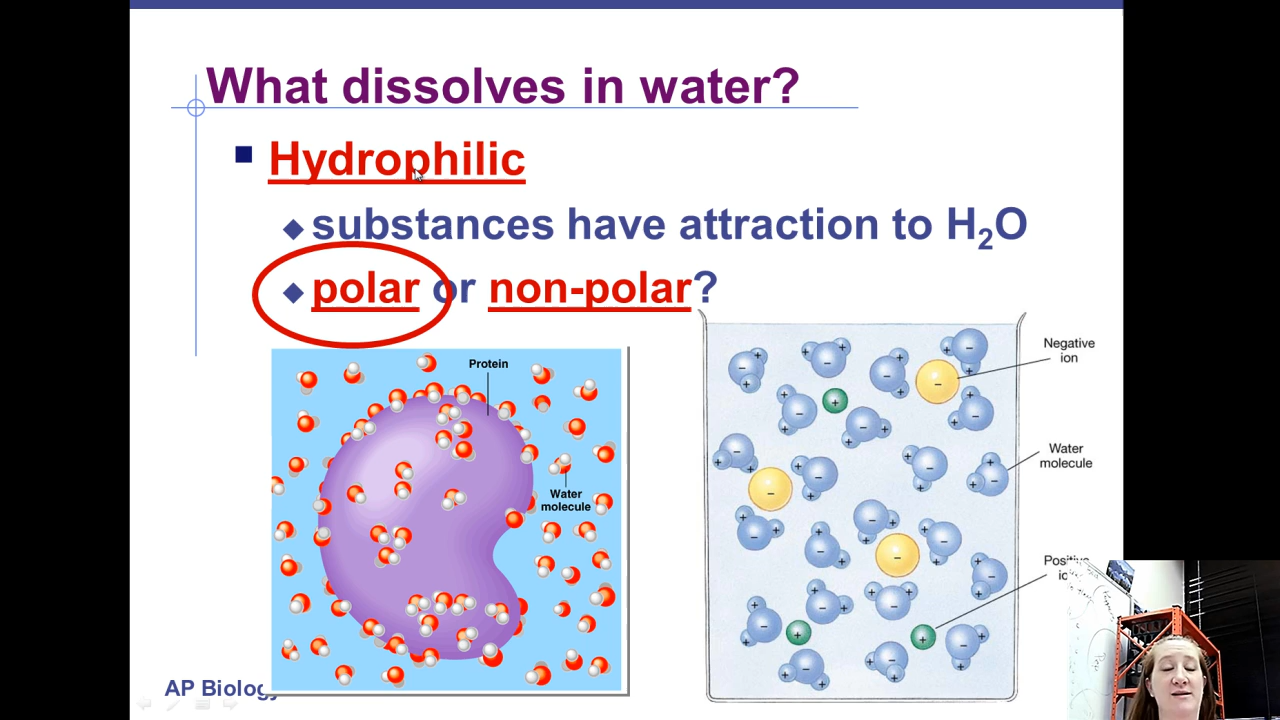 What dissolves in water?
Hydrophilic
substances have attraction to H₂O
polar or non-polar?
Protein
Water
molecule
Negative
ion
Water
molecule
Positive
AP Biology